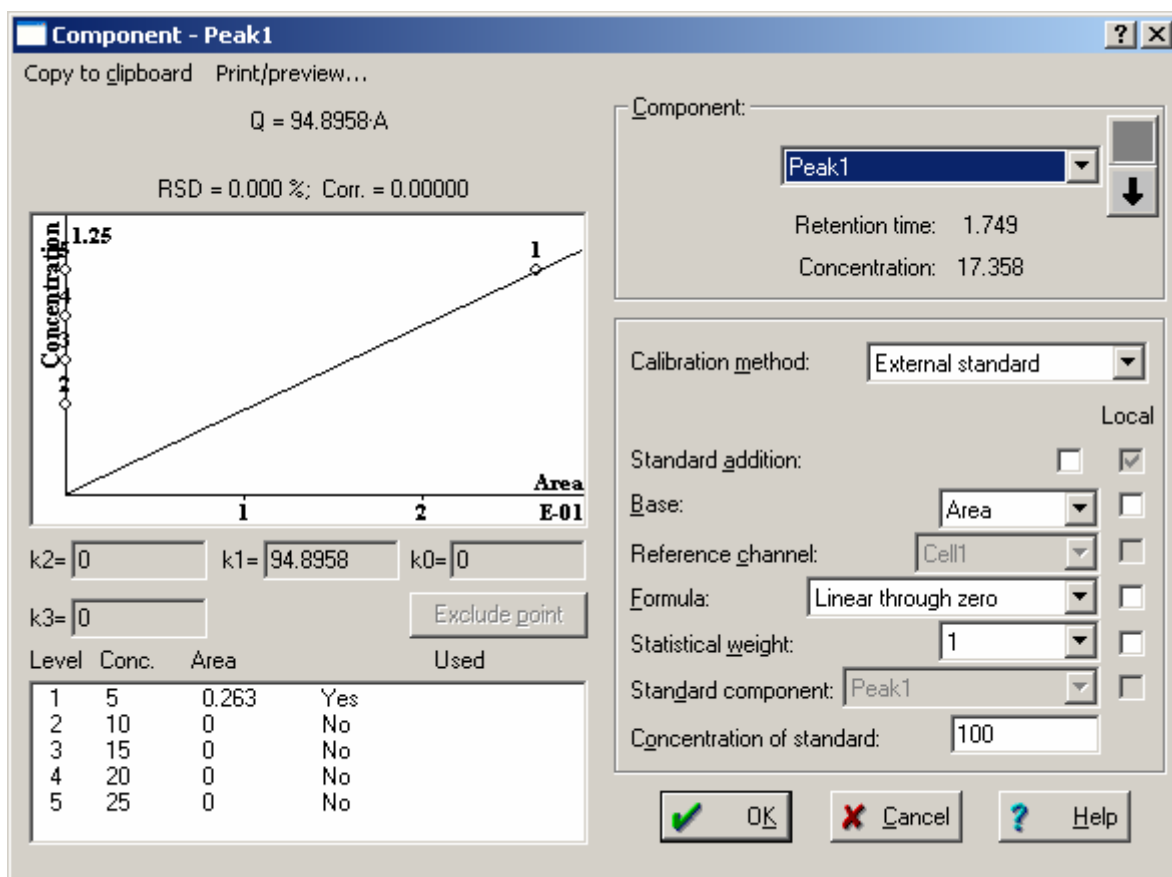 Component - Peak1
Copy to clipboard Print/preview...
Q = 94.8958·A
RSD = 0.000 %; Corr. = 0.00000
1.25
Concentration
4
3
2
1
Area
1 2 E-01
k2= 0 k1= 94.8958 k0= 0
k3= 0 Exclude point
Level Conc. Area Used
1 5 0.263 Yes
2 10 0 No
3 15 0 No
4 20 0 No
5 25 0 No
Component:
Peak1
Retention time: 1.749
Concentration: 17.358
Calibration method: External standard
Local
Standard addition:
Base: Area
Reference channel: Cell1
Formula: Linear through zero
Statistical weight: 1
Standard component: Peak1
Concentration of standard: 100
OK Cancel Help